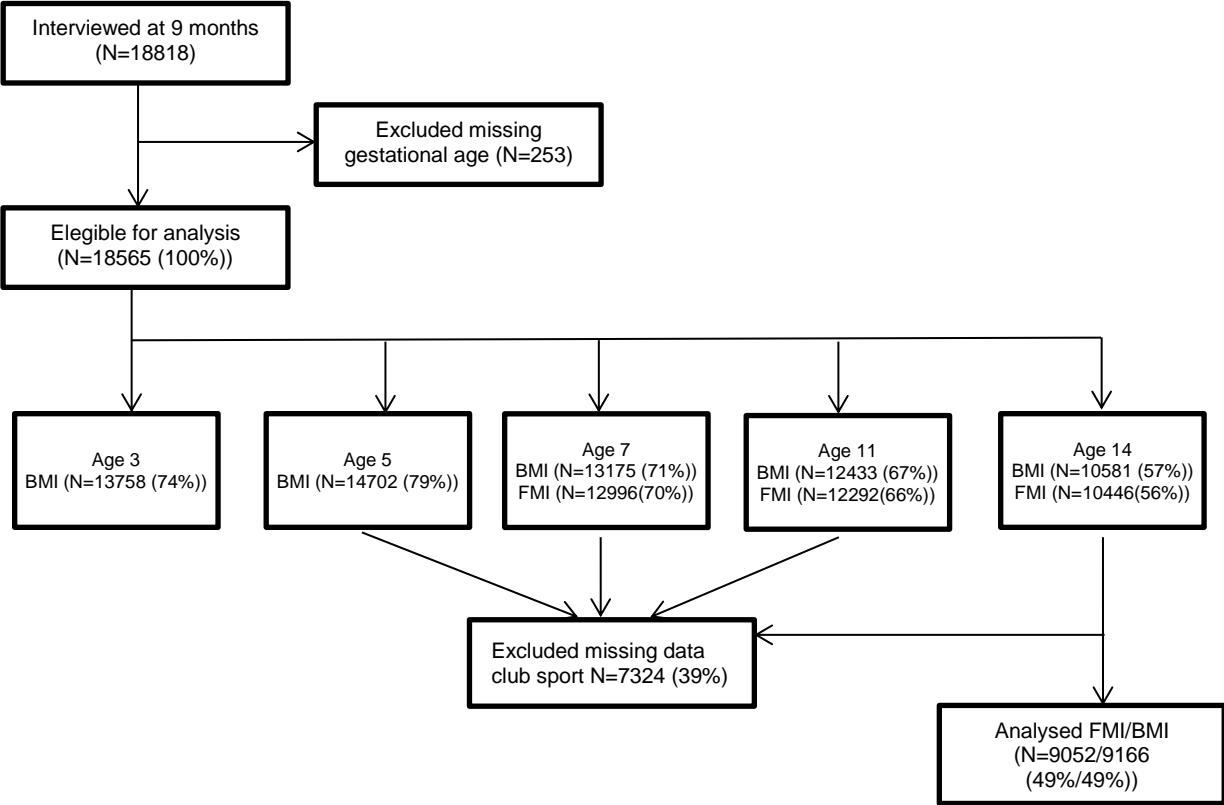 Interviewed at 9 months
(N=18818)
Excluded missing
gestational age (N=253)
Elegible for analysis
(N=18565 (100%))
Age 3
BMI (N=13758 (74%))
Age 5
BMI (N=14702 (79%))
Age 7
BMI (N=13175 (71%))
FMI (N=12996(70%))
Age 11
BMI (N=12433 (67%))
FMI (N=12292(66%))
Age 14
BMI (N=10581 (57%))
FMI (N=10446(56%))
Excluded missing data
club sport N=7324 (39%)
Analysed FMI/BMI
(N=9052/9166
(49%/49%))